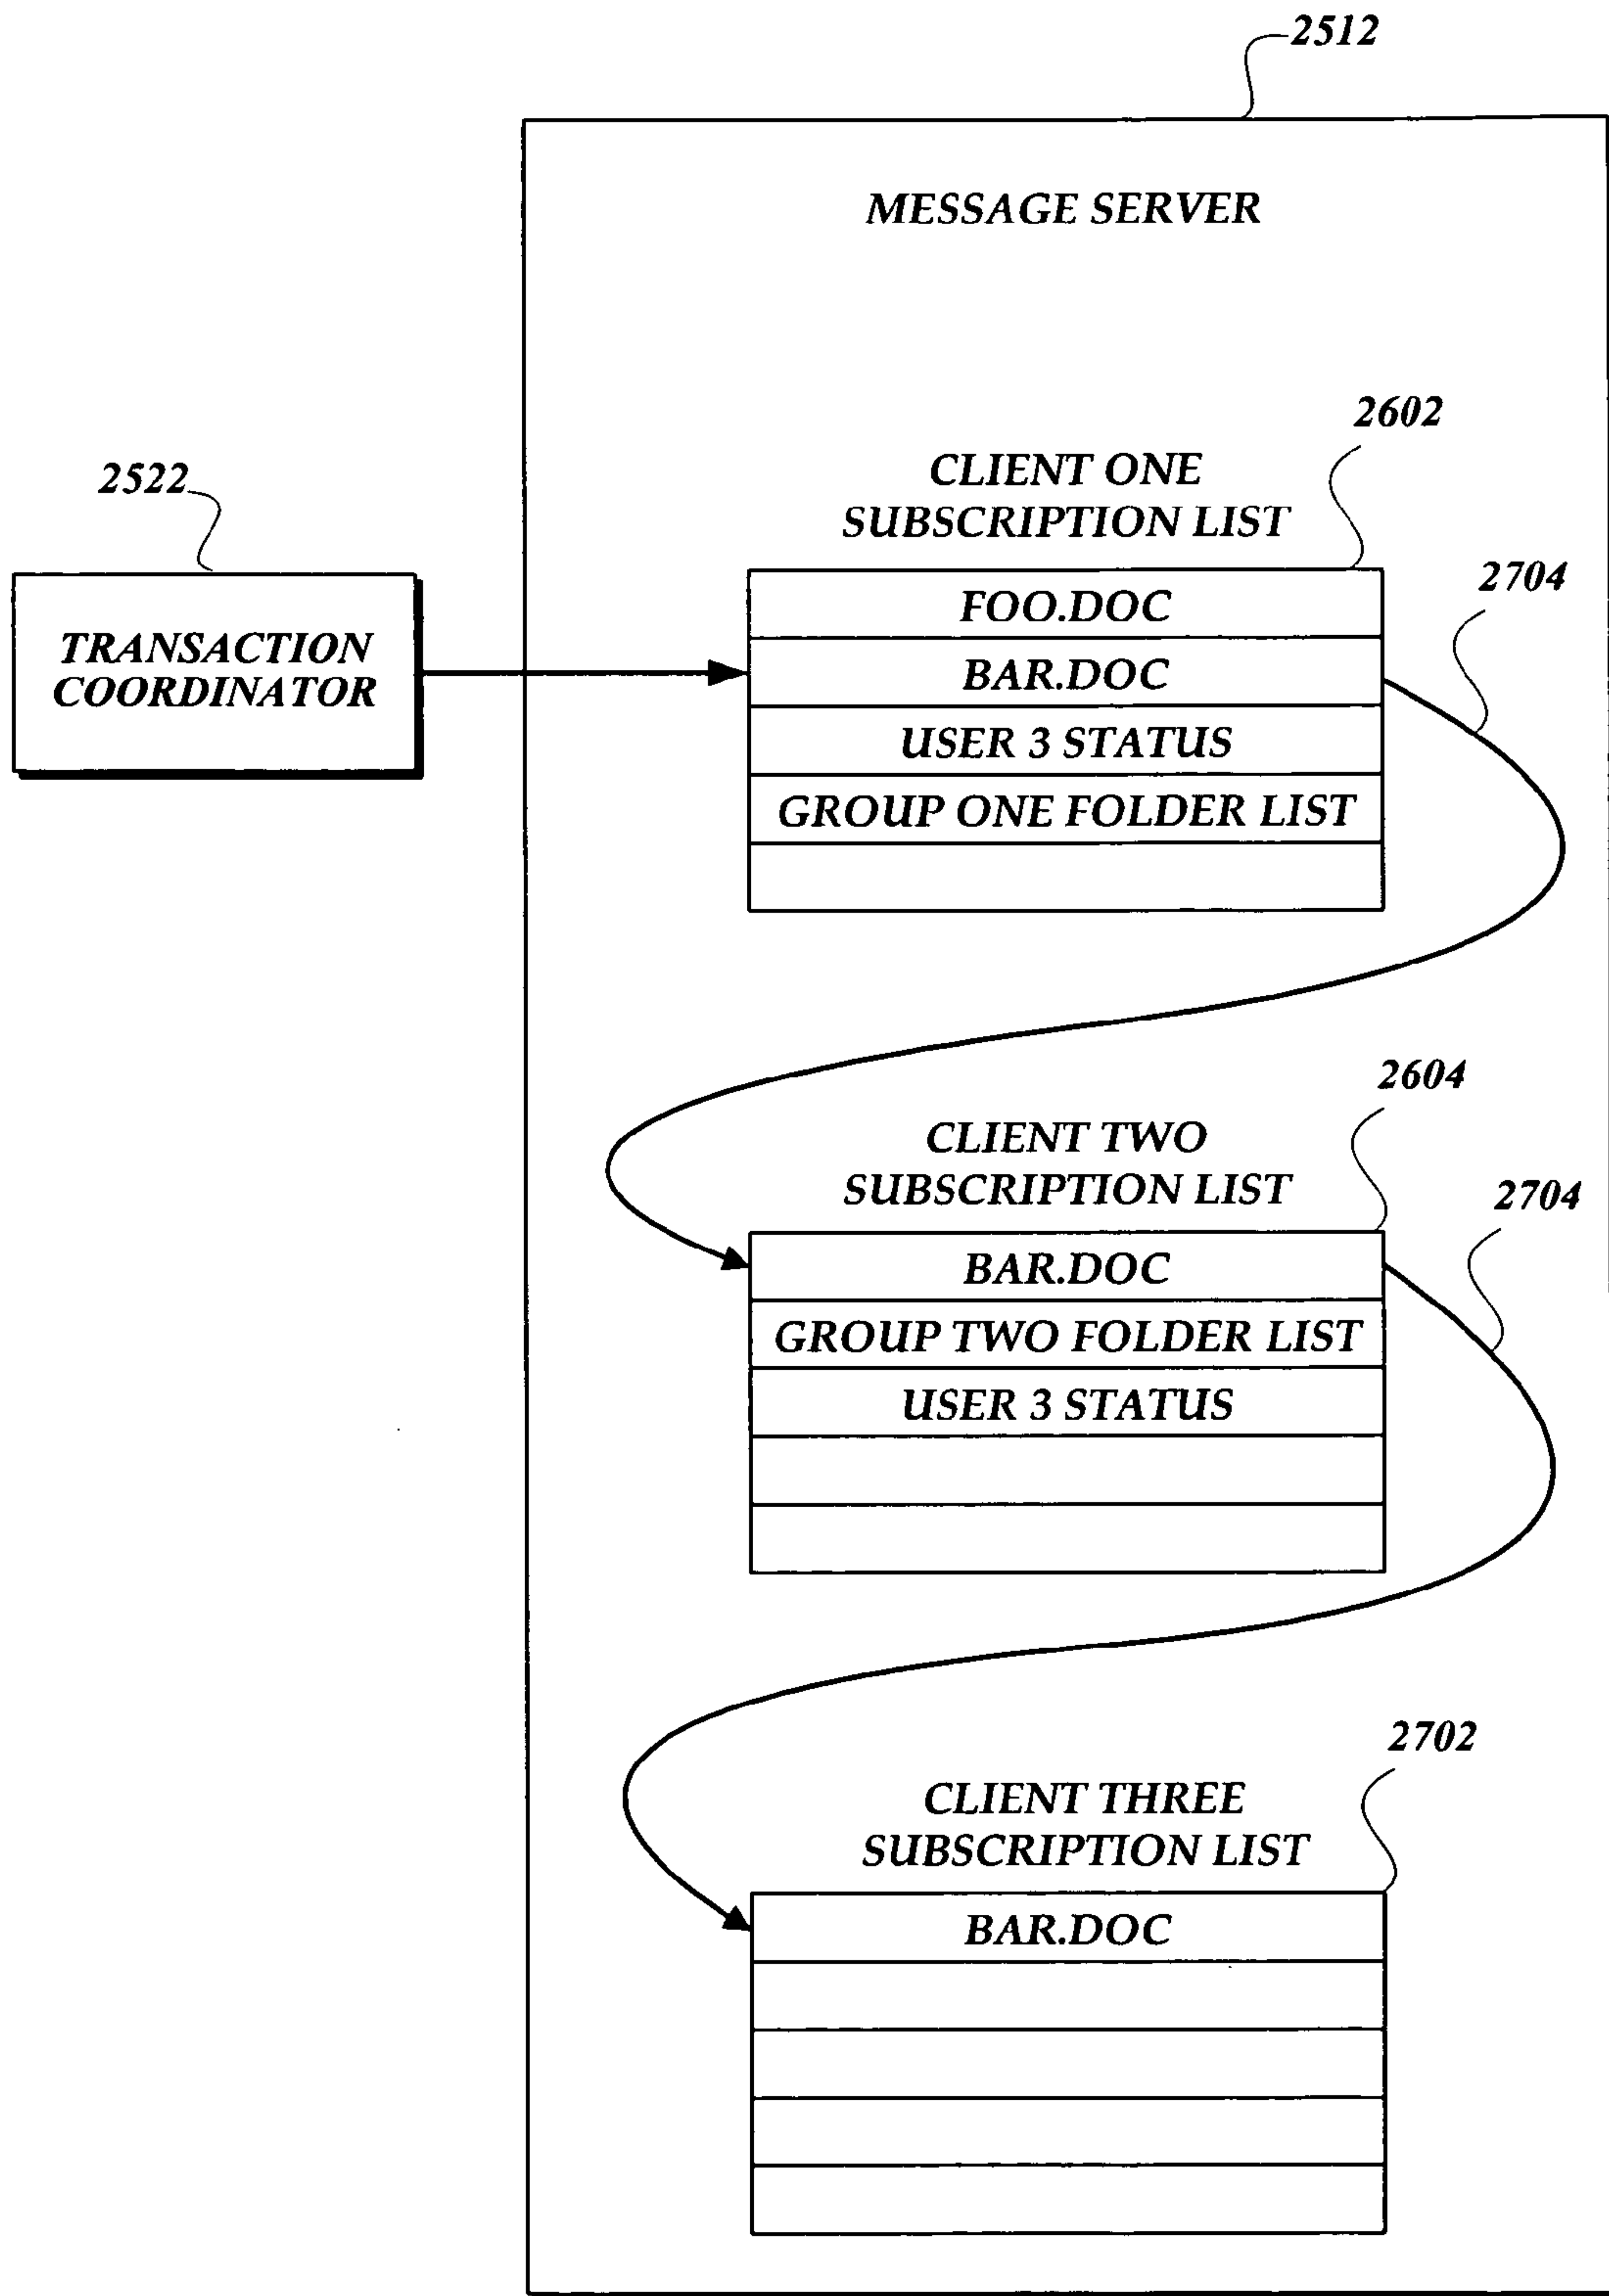 2512
MESSAGE SERVER
2602
CLIENT ONE
SUBSCRIPTION LIST
2522
2704
FOO.DOC
TRANSACTION
COORDINATOR
BAR.DOC
USER 3 STATUS
GROUP ONE FOLDER LIST
2604
CLIENT TWO
SUBSCRIPTION LIST
2704
BAR.DOC
GROUP TWO FOLDER LIST
USER 3 STATUS
2702
CLIENT THREE
SUBSCRIPTION LIST
BAR.DOC